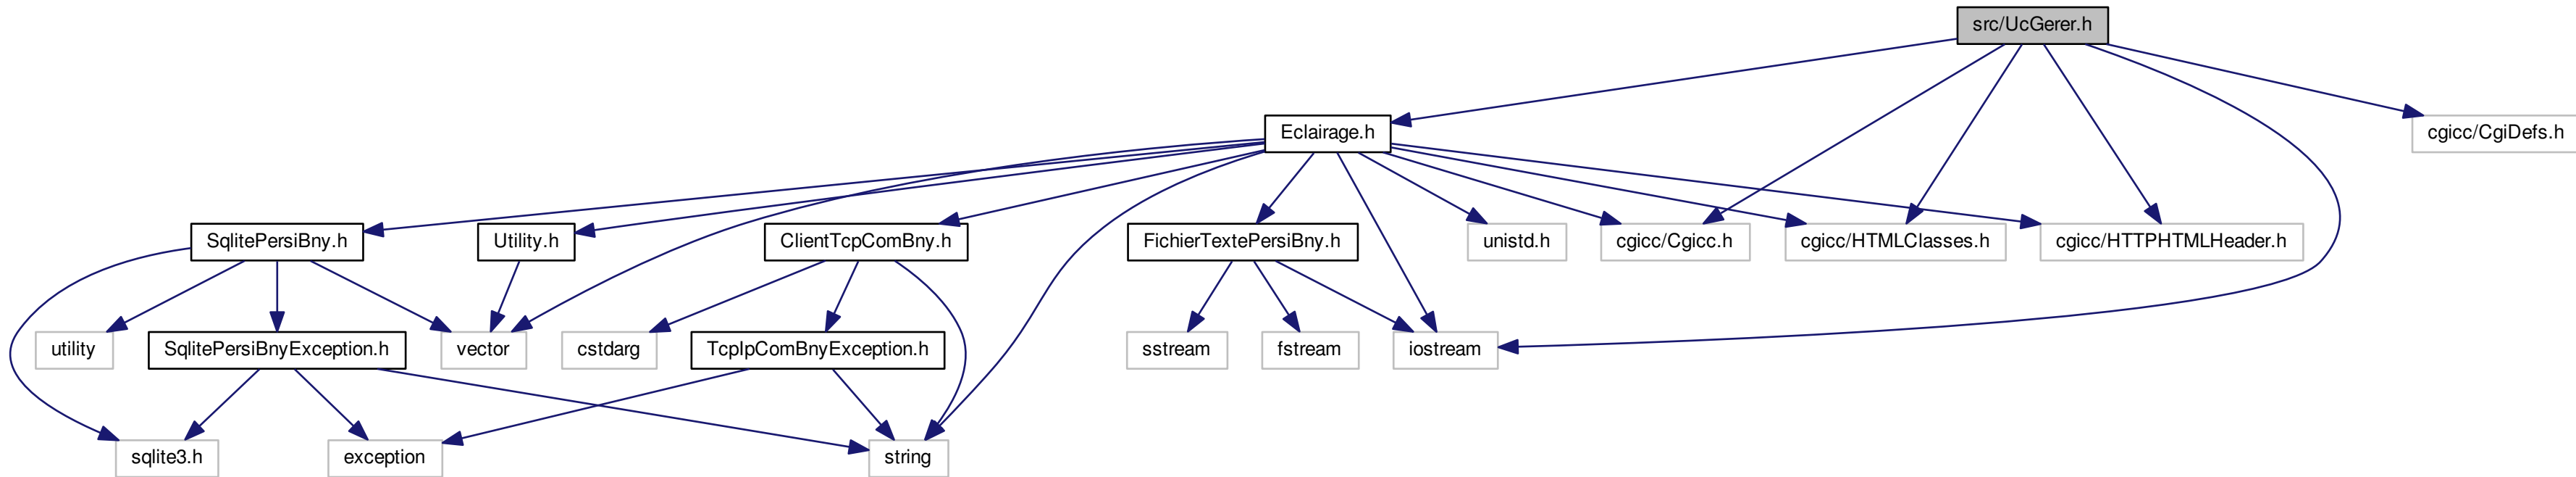 src/UcGerer.h
Eclairage.h
cgicc/CgiDefs.h
SqlitePersiBny.h
Utility.h
ClientTcpComBny.h
FichierTextePersiBny.h
unistd.h
cgicc/Cgicc.h
cgicc/HTMLClasses.h
cgicc/HTTPHTMLHeader.h
utility
SqlitePersiBnyException.h
vector
cstdarg
TcpIpComBnyException.h
sstream
fstream
iostream
sqlite3.h
exception
string